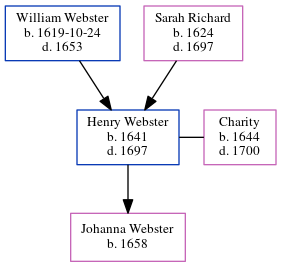 William Webster
b. 1619-10-24
d. 1653
Sarah Richard
b. 1624
d. 1697
Henry Webster
b. 1641
d. 1697
Charity
b. 1644
d. 1700
Johanna Webster
b. 1658